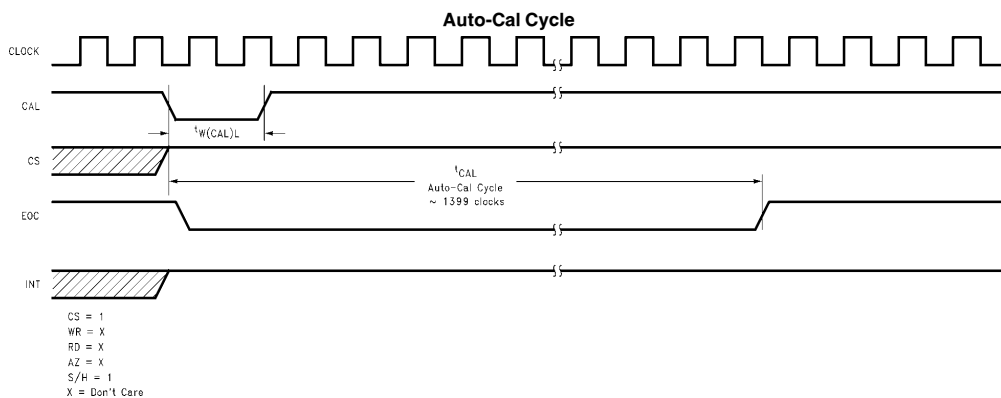 Auto-Cal Cycle
CLOCK
CAL
tW(CAL)L
CS
tCAL
Auto-Cal Cycle
~ 1399 clocks
EOC
INT
CS = 1
WR = X
RD = X
AZ = X
S/H = 1
X = Don't Care